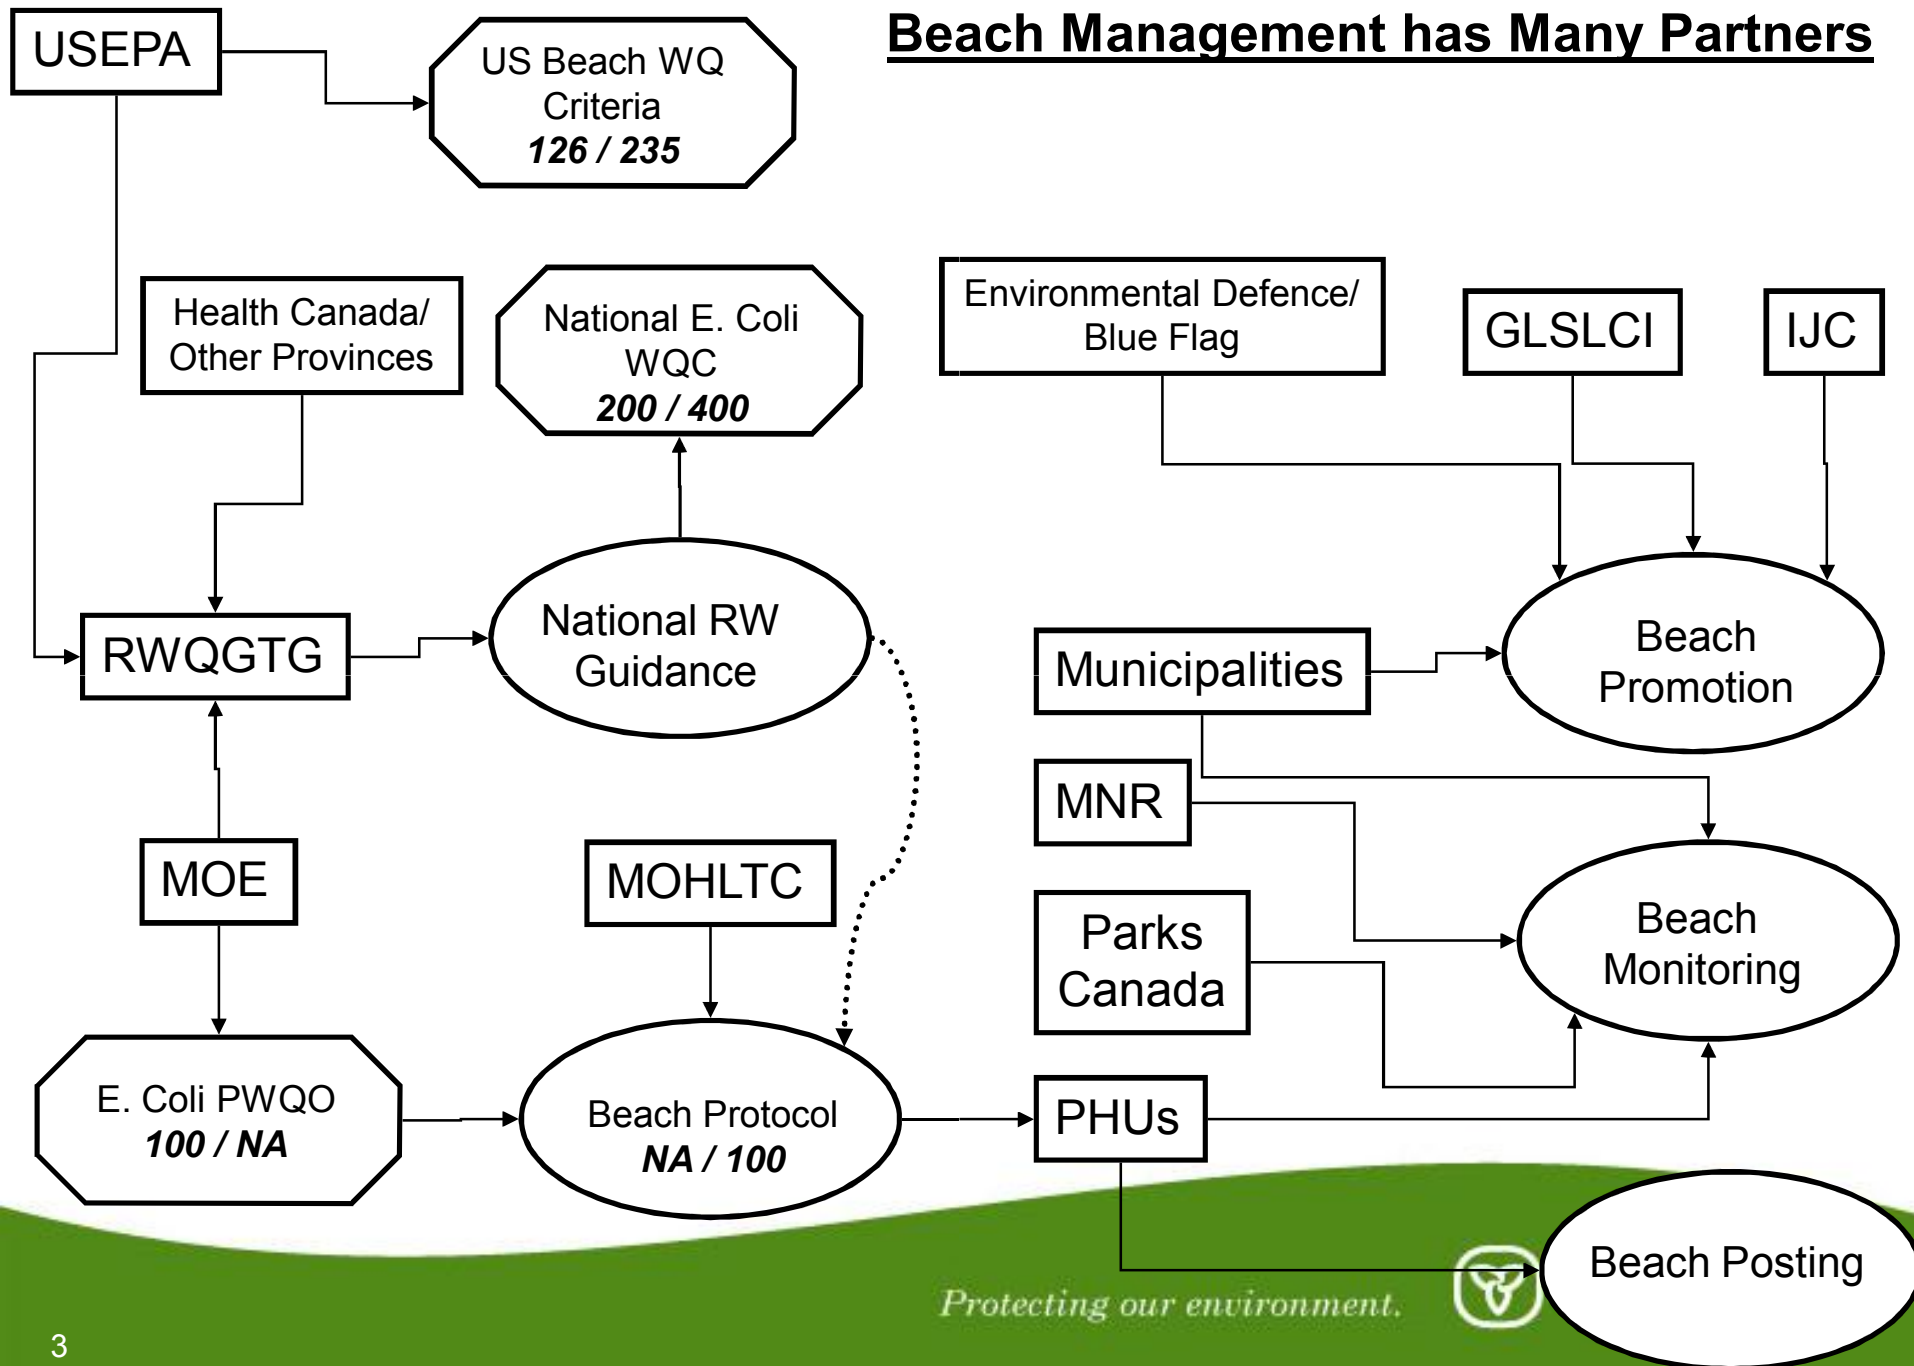 Beach Management has Many Partners
USEPA
US Beach WQ
Criteria
126 / 235
Health Canada/
Other Provinces
National E. Coli
WQC
200 / 400
Environmental Defence/
Blue Flag
GLSLCI
IJC
RWQGTG
National RW
Guidance
Municipalities
Beach
Promotion
MNR
MOE
MOHLTC
Parks
Canada
Beach
Monitoring
E. Coli PWQO
100 / NA
Beach Protocol
NA / 100
PHUs
Beach Posting
Protecting our environment.
3